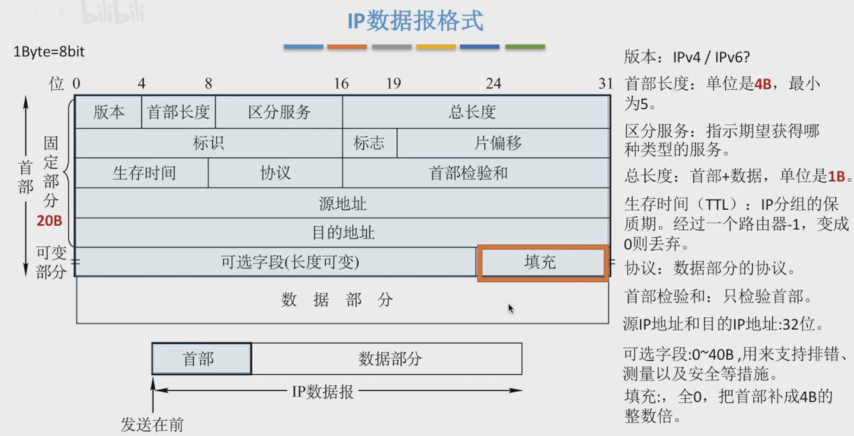 bilibili
IP数据报格式
1Byte=8bit
位 0 4 8 16 19 24 31
版本 首部长度 区分服务 总长度
标识 标志 片偏移
生存时间 协议 首部检验和
源地址
目的地址
可选字段(长度可变) 填充
数 据 部 分
首部
固定部分
20B
可变
部分
首部 数据部分
IP数据报
发送在前
版本：IPv4 / IPv6?
首部长度：单位是4B，最小
为5。
区分服务：指示期望获得哪
种类型的服务。
总长度：首部+数据，单位是1B。
生存时间（TTL）：IP分组的保
质期。经过一个路由器-1，变成
0则丢弃。
协议：数据部分的协议。
首部检验和：只检验首部。
源IP地址和目的IP地址:32位。
可选字段:0~40B ,用来支持排错、
测量以及安全等措施。
填充:，全0，把首部补成4B的
整数倍。